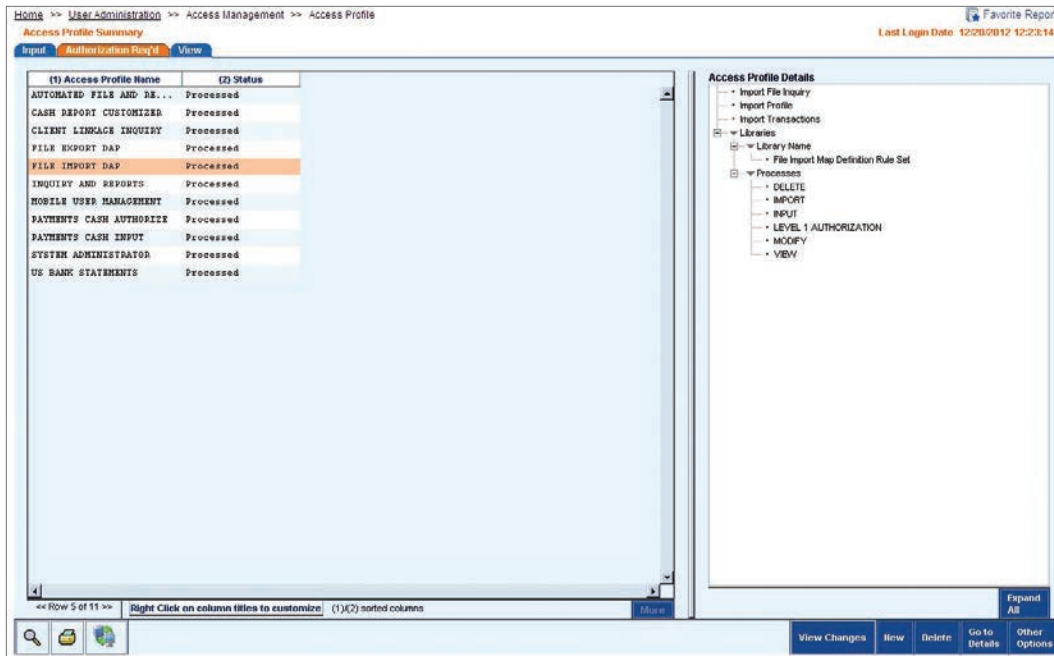 Home >> User Administration >> Access Management >> Access Profile
Favorite Repor
Access Profile Summary
Last Login Date 12/20/2012 12:23:14
Input Authorization Req'd View
(1) Access Profile Name (2) Status
AUTOMATED FILE AND RE... Processed
CASH REPORT CUSTOMIZER Processed
CLIENT LINKAGE INQUIRY Processed
FILE EXPORT DAP Processed
FILE IMPORT DAP Processed
INQUIRY AND REPORTS Processed
MOBILE USER MANAGEMENT Processed
PAYMENTS CASH AUTHORIZE Processed
PAYMENTS CASH INPUT Processed
SYSTEM ADMINISTRATOR Processed
US BANK STATEMENTS Processed
<< Row 5 of 11 >> Right Click on column titles to customize (1)/(2) sorted columns More
Access Profile Details
Import File Inquiry
Import Profile
Import Transactions
Libraries
Library Name
File Import Map Definition Rule Set
Processes
DELETE
IMPORT
INPUT
LEVEL 1 AUTHORIZATION
MODIFY
VIEW
Expand All
View Changes New Delete Go to Details Other Options